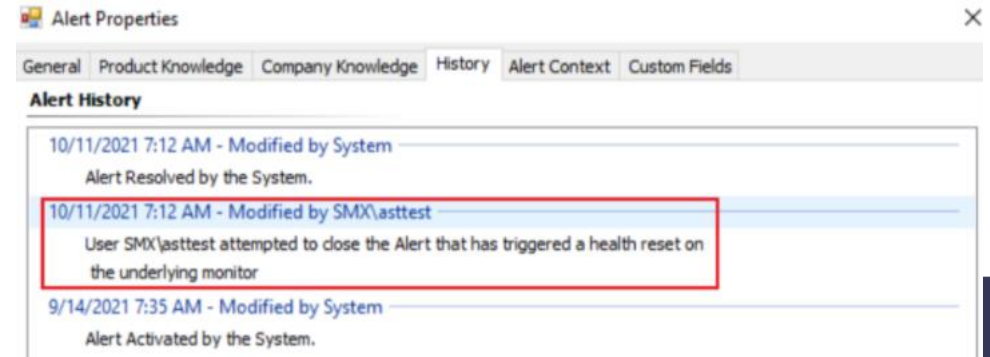 Alert Properties
General Product Knowledge Company Knowledge History Alert Context Custom Fields
Alert History
10/11/2021 7:12 AM - Modified by System
Alert Resolved by the System.
10/11/2021 7:12 AM - Modified by SMX\asttest
User SMX\asttest attempted to close the Alert that has triggered a health reset on
the underlying monitor
9/14/2021 7:35 AM - Modified by System
Alert Activated by the System.